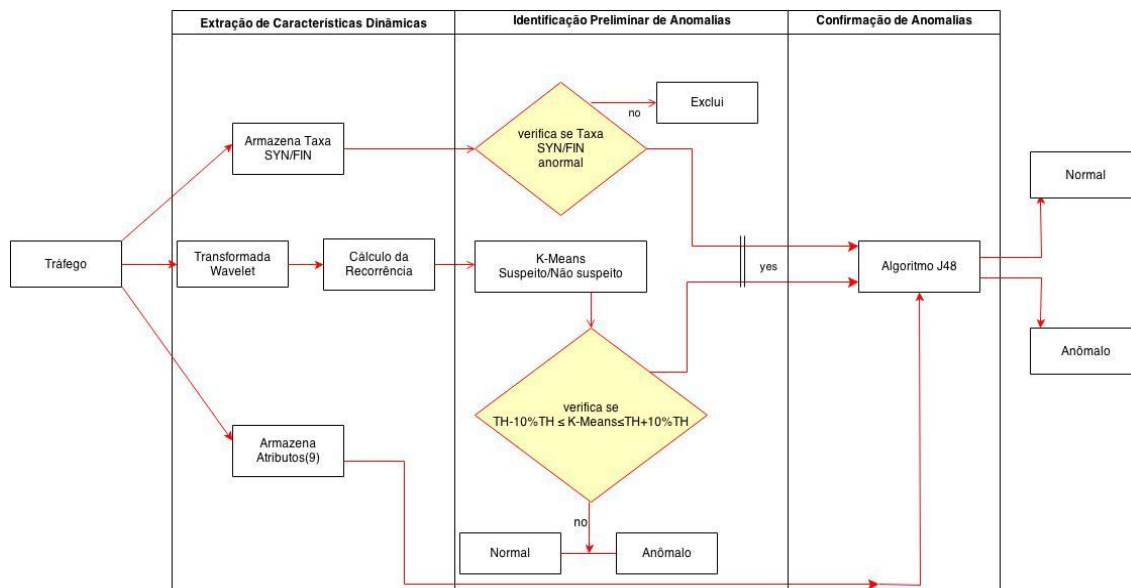 Extração de Características Dinâmicas
Identificação Preliminar de Anomalias
Confirmação de Anomalias
Exclui
no
verifica se Taxa
SYN/FIN
anormal
Armazena Taxa
SYN/FIN
Normal
Tráfego
Transformada
Wavelet
Cálculo da
Recorrência
K-Means
Suspeito/Não suspeito
yes
Algoritmo J48
Anômalo
verifica se
TH-10%TH ≤ K-Means≤TH+10%TH
Armazena
Atributos(9)
no
Normal
Anômalo